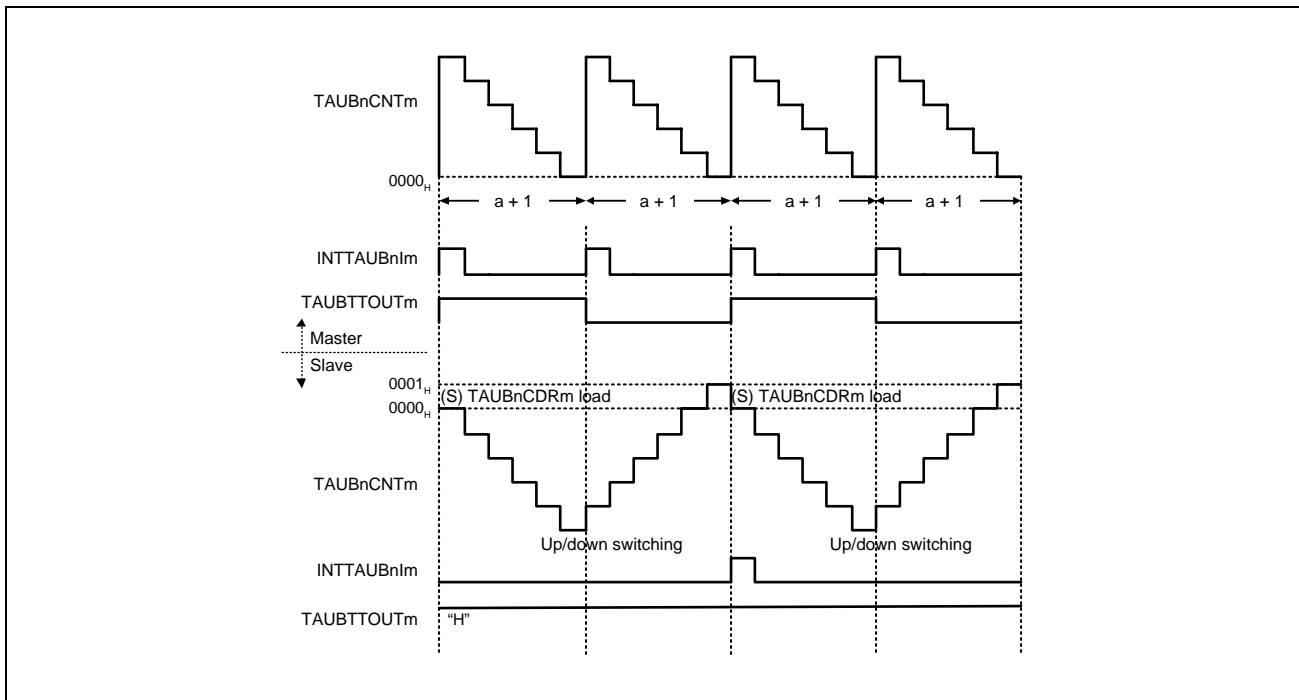 TAUBnCNTm
0000H
a + 1 a + 1 a + 1 a + 1
INTTAUBnIm
TAUBTTOUTm
Master
Slave
0001H
(S) TAUBnCDRm load (S) TAUBnCDRm load
0000H
TAUBnCNTm
Up/down switching Up/down switching
INTTAUBnIm
TAUBTTOUTm “H”